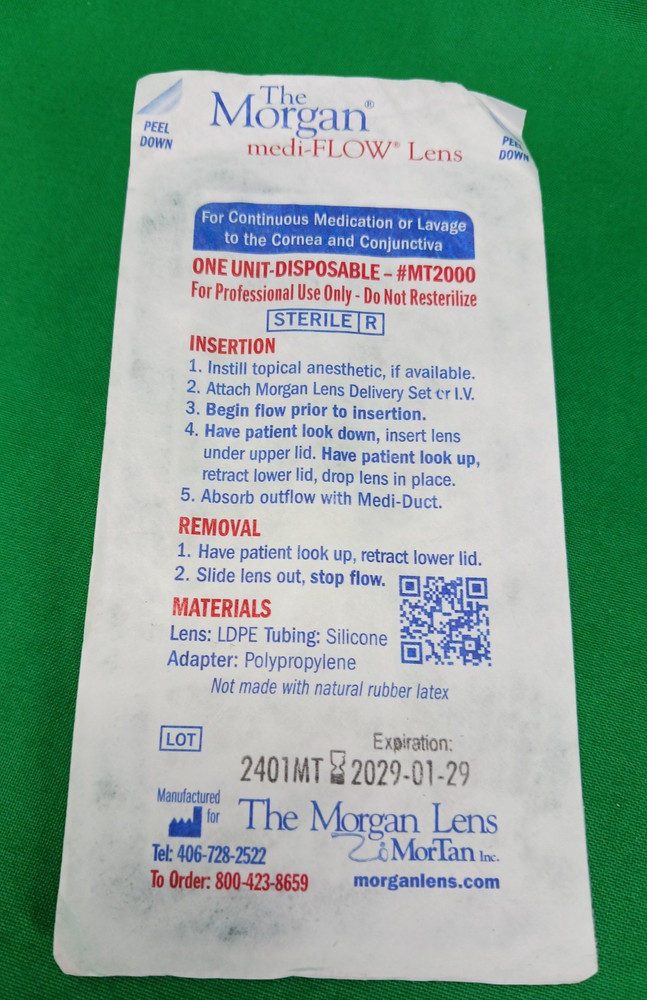 PEEL
DOWN
The
Morgan®
medi-FLOW® Lens
PEEL
DOWN
For Continuous Medication or Lavage
to the Cornea and Conjunctiva
ONE UNIT-DISPOSABLE – #MT2000
For Professional Use Only - Do Not Resterilize
STERILE R
INSERTION
1. Instill topical anesthetic, if available.
2. Attach Morgan Lens Delivery Set or I.V.
3. Begin flow prior to insertion.
4. Have patient look down, insert lens
under upper lid. Have patient look up,
retract lower lid, drop lens in place.
5. Absorb outflow with Medi-Duct.
REMOVAL
1. Have patient look up, retract lower lid.
2. Slide lens out, stop flow.
MATERIALS
Lens: LDPE Tubing: Silicone
Adapter: Polypropylene
Not made with natural rubber latex
LOT
Expiration:
2401MT 2029-01-29
Manufactured
for
The Morgan Lens
MorTan Inc.
Tel: 406-728-2522
To Order: 800-423-8659
morganlens.com